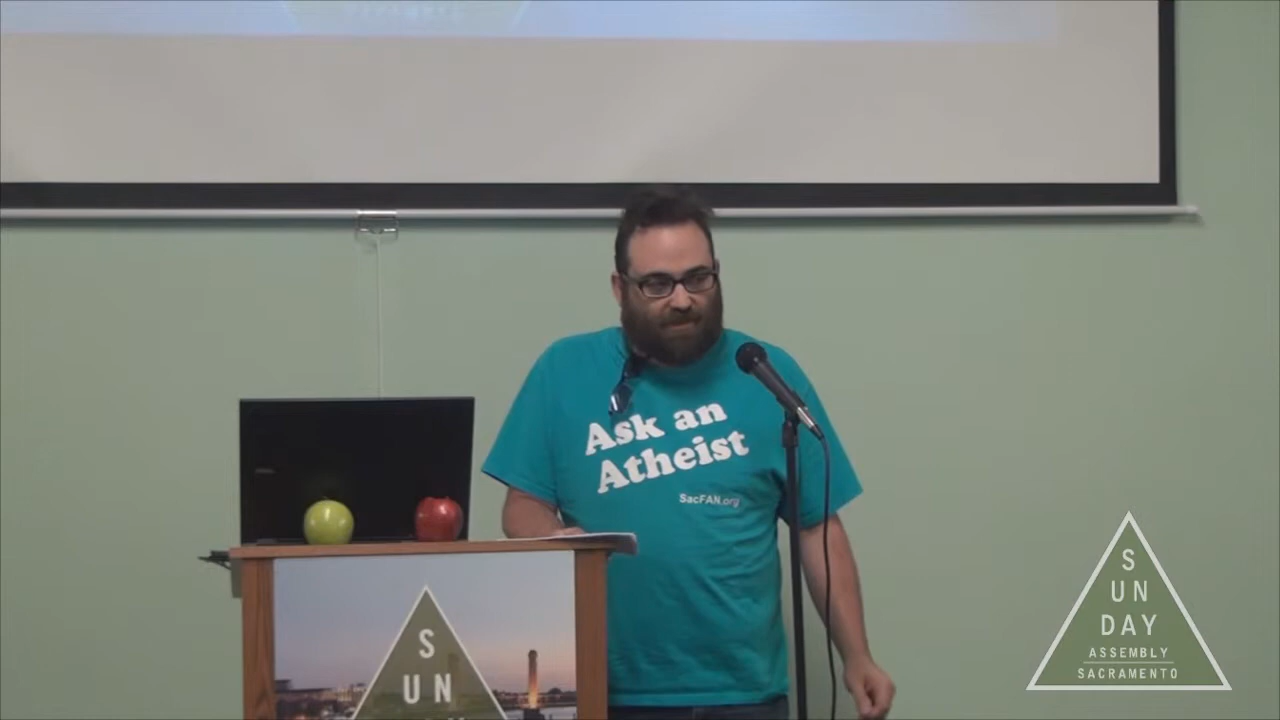 Ask an
Atheist
SacFAN.org
S
UN
DAY
ASSEMBLY
SACRAMENTO
S
UN